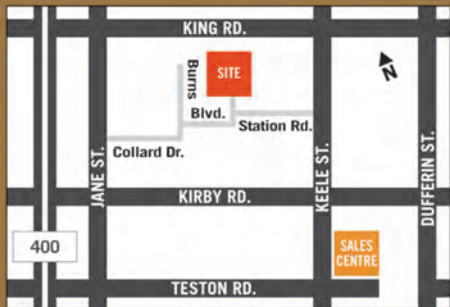 KING RD.
SITE
Burns
Blvd.
Station Rd.
N
Collard Dr.
JANE ST.
KEELE ST.
DUFFERIN ST.
KIRBY RD.
400
SALES
CENTRE
TESTON RD.